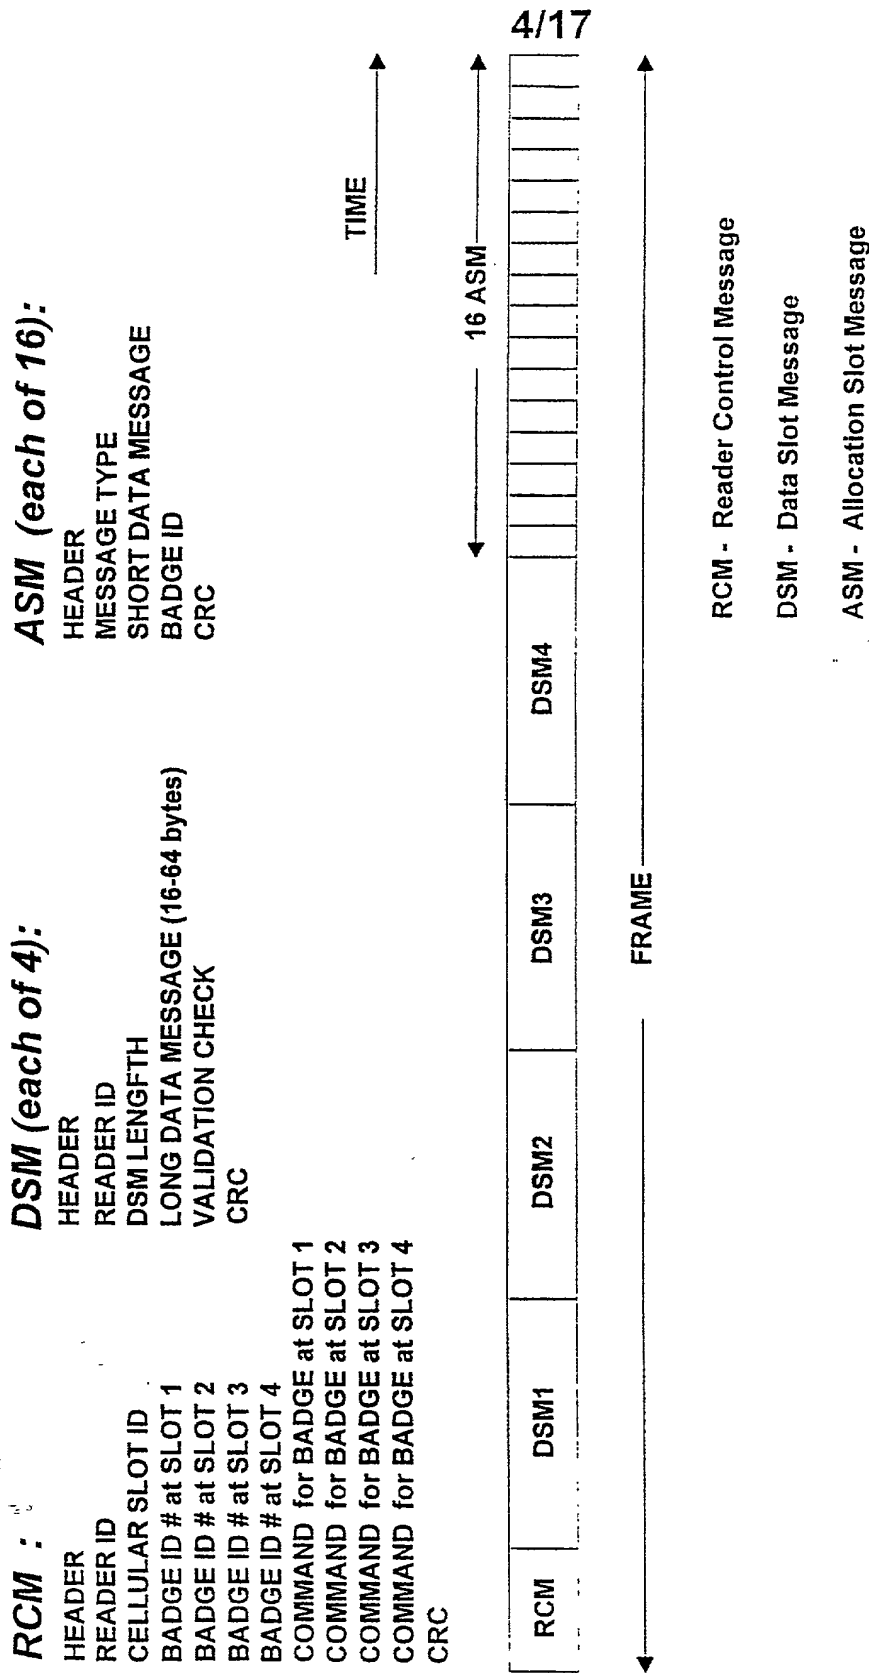 4/17
RCM :
HEADER
READER ID
CELLULAR SLOT ID
BADGE ID # at SLOT 1
BADGE ID # at SLOT 2
BADGE ID # at SLOT 3
BADGE ID # at SLOT 4
COMMAND for BADGE at SLOT 1
COMMAND for BADGE at SLOT 2
COMMAND for BADGE at SLOT 3
COMMAND for BADGE at SLOT 4
CRC
DSM (each of 4):
HEADER
READER ID
DSM LENGFTH
LONG DATA MESSAGE (16-64 bytes)
VALIDATION CHECK
CRC
ASM (each of 16):
HEADER
MESSAGE TYPE
SHORT DATA MESSAGE
BADGE ID
CRC
TIME
16 ASM
RCM
DSM1
DSM2
DSM3
DSM4
FRAME
RCM - Reader Control Message
DSM - Data Slot Message
ASM - Allocation Slot Message